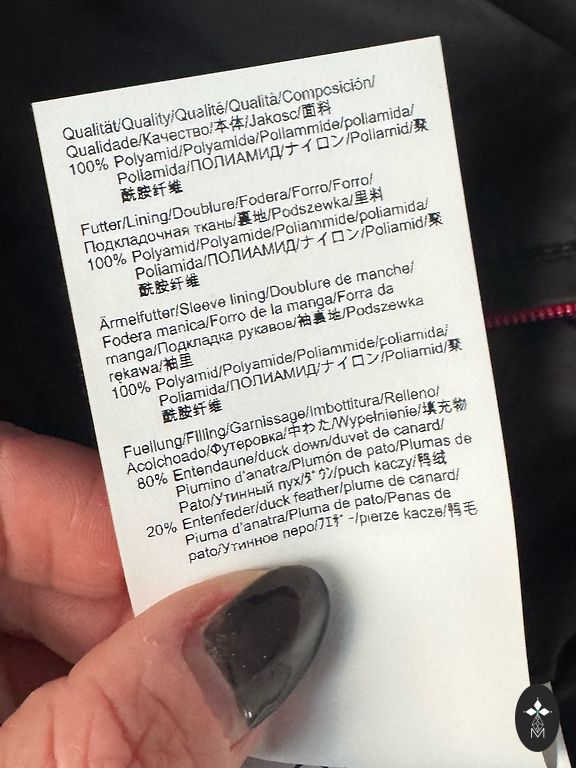 Qualität/Quality/Qualité/Qualità/Composición/
Qualidade/Качество/本体/Jakosc/面料
100% Polyamid/Polyamide/Poliammide/poliamida/
Poliamida/ПОЛИАМИД/ナイロン/Poliamid/聚
酰胺纤维
Futter/Lining/Doublure/Fodera/Forro/Forro/
Подкладочная ткань/裏地/Podszewka/里料
100% Polyamid/Polyamide/Poliammide/poliamida/
Poliamida/ПОЛИАМИД/ナイロン/Poliamid/聚
酰胺纤维
Ärmelfutter/Sleeve lining/Doublure de manche/
Fodera manica/Forro de la manga/Forra da
manga/Подкладка рукавов/袖裏地/Podszewka
rękawa/袖里
100% Polyamid/Polyamide/Poliammide/poliamida/
Poliamida/ПОЛИАМИД/ナイロン/Poliamid/聚
酰胺纤维
Fuellung/Filling/Garnissage/Imbottitura/Relleno/
Acolchoado/Футеровка/中わた/Wypełnienie/填充物
80% Entendaune/duck down/duvet de canard/
Piumino d'anatra/Plumón de pato/Plumas de
Pato/Утинный пух/ﾀﾞｳﾝ/puch kaczy/鸭绒
20% Entenfeder/duck feather/plume de canard/
Piuma d'anatra/Pluma de pato/Penas de
pato/Утинное перо/ﾌｴｻﾞｰ/pierze kacze/鸭毛
M